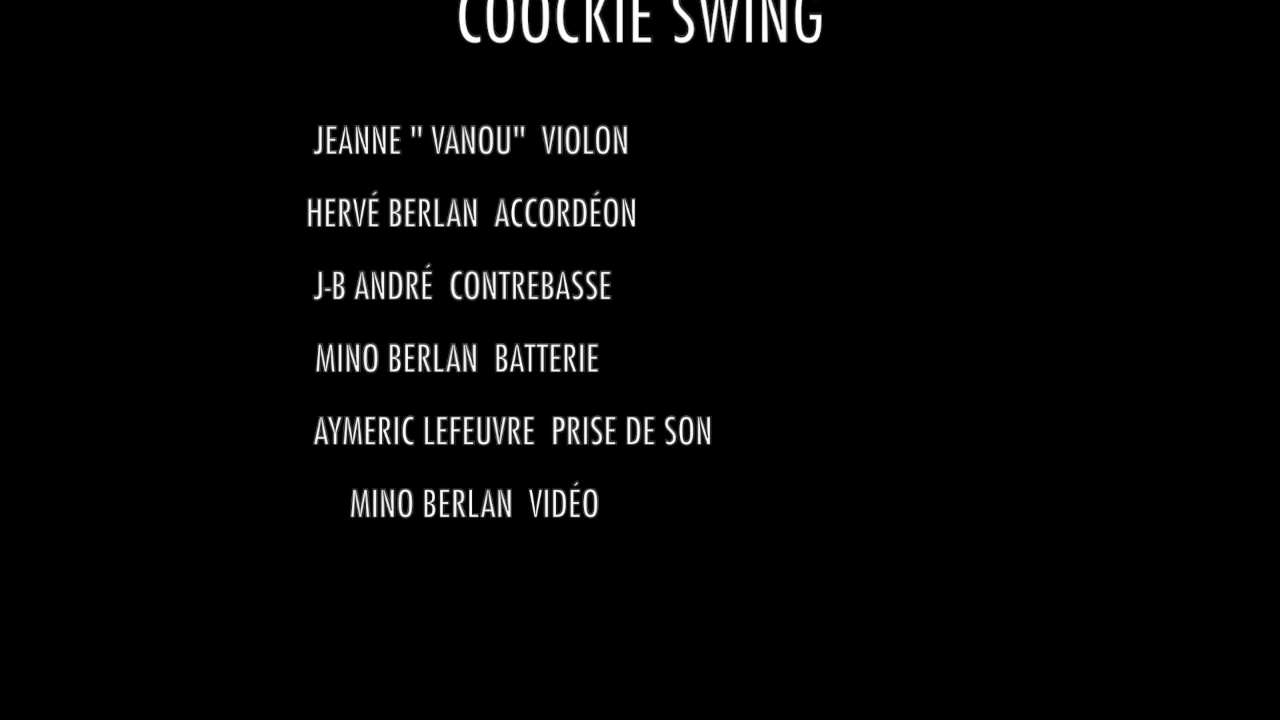 COOCKIE SWING
JEANNE " VANOU" VIOLON
HERVÉ BERLAN ACCORDÉON
J-B ANDRÉ CONTREBASSE
MINO BERLAN BATTERIE
AYMERIC LEFEUVRE PRISE DE SON
MINO BERLAN VIDÉO